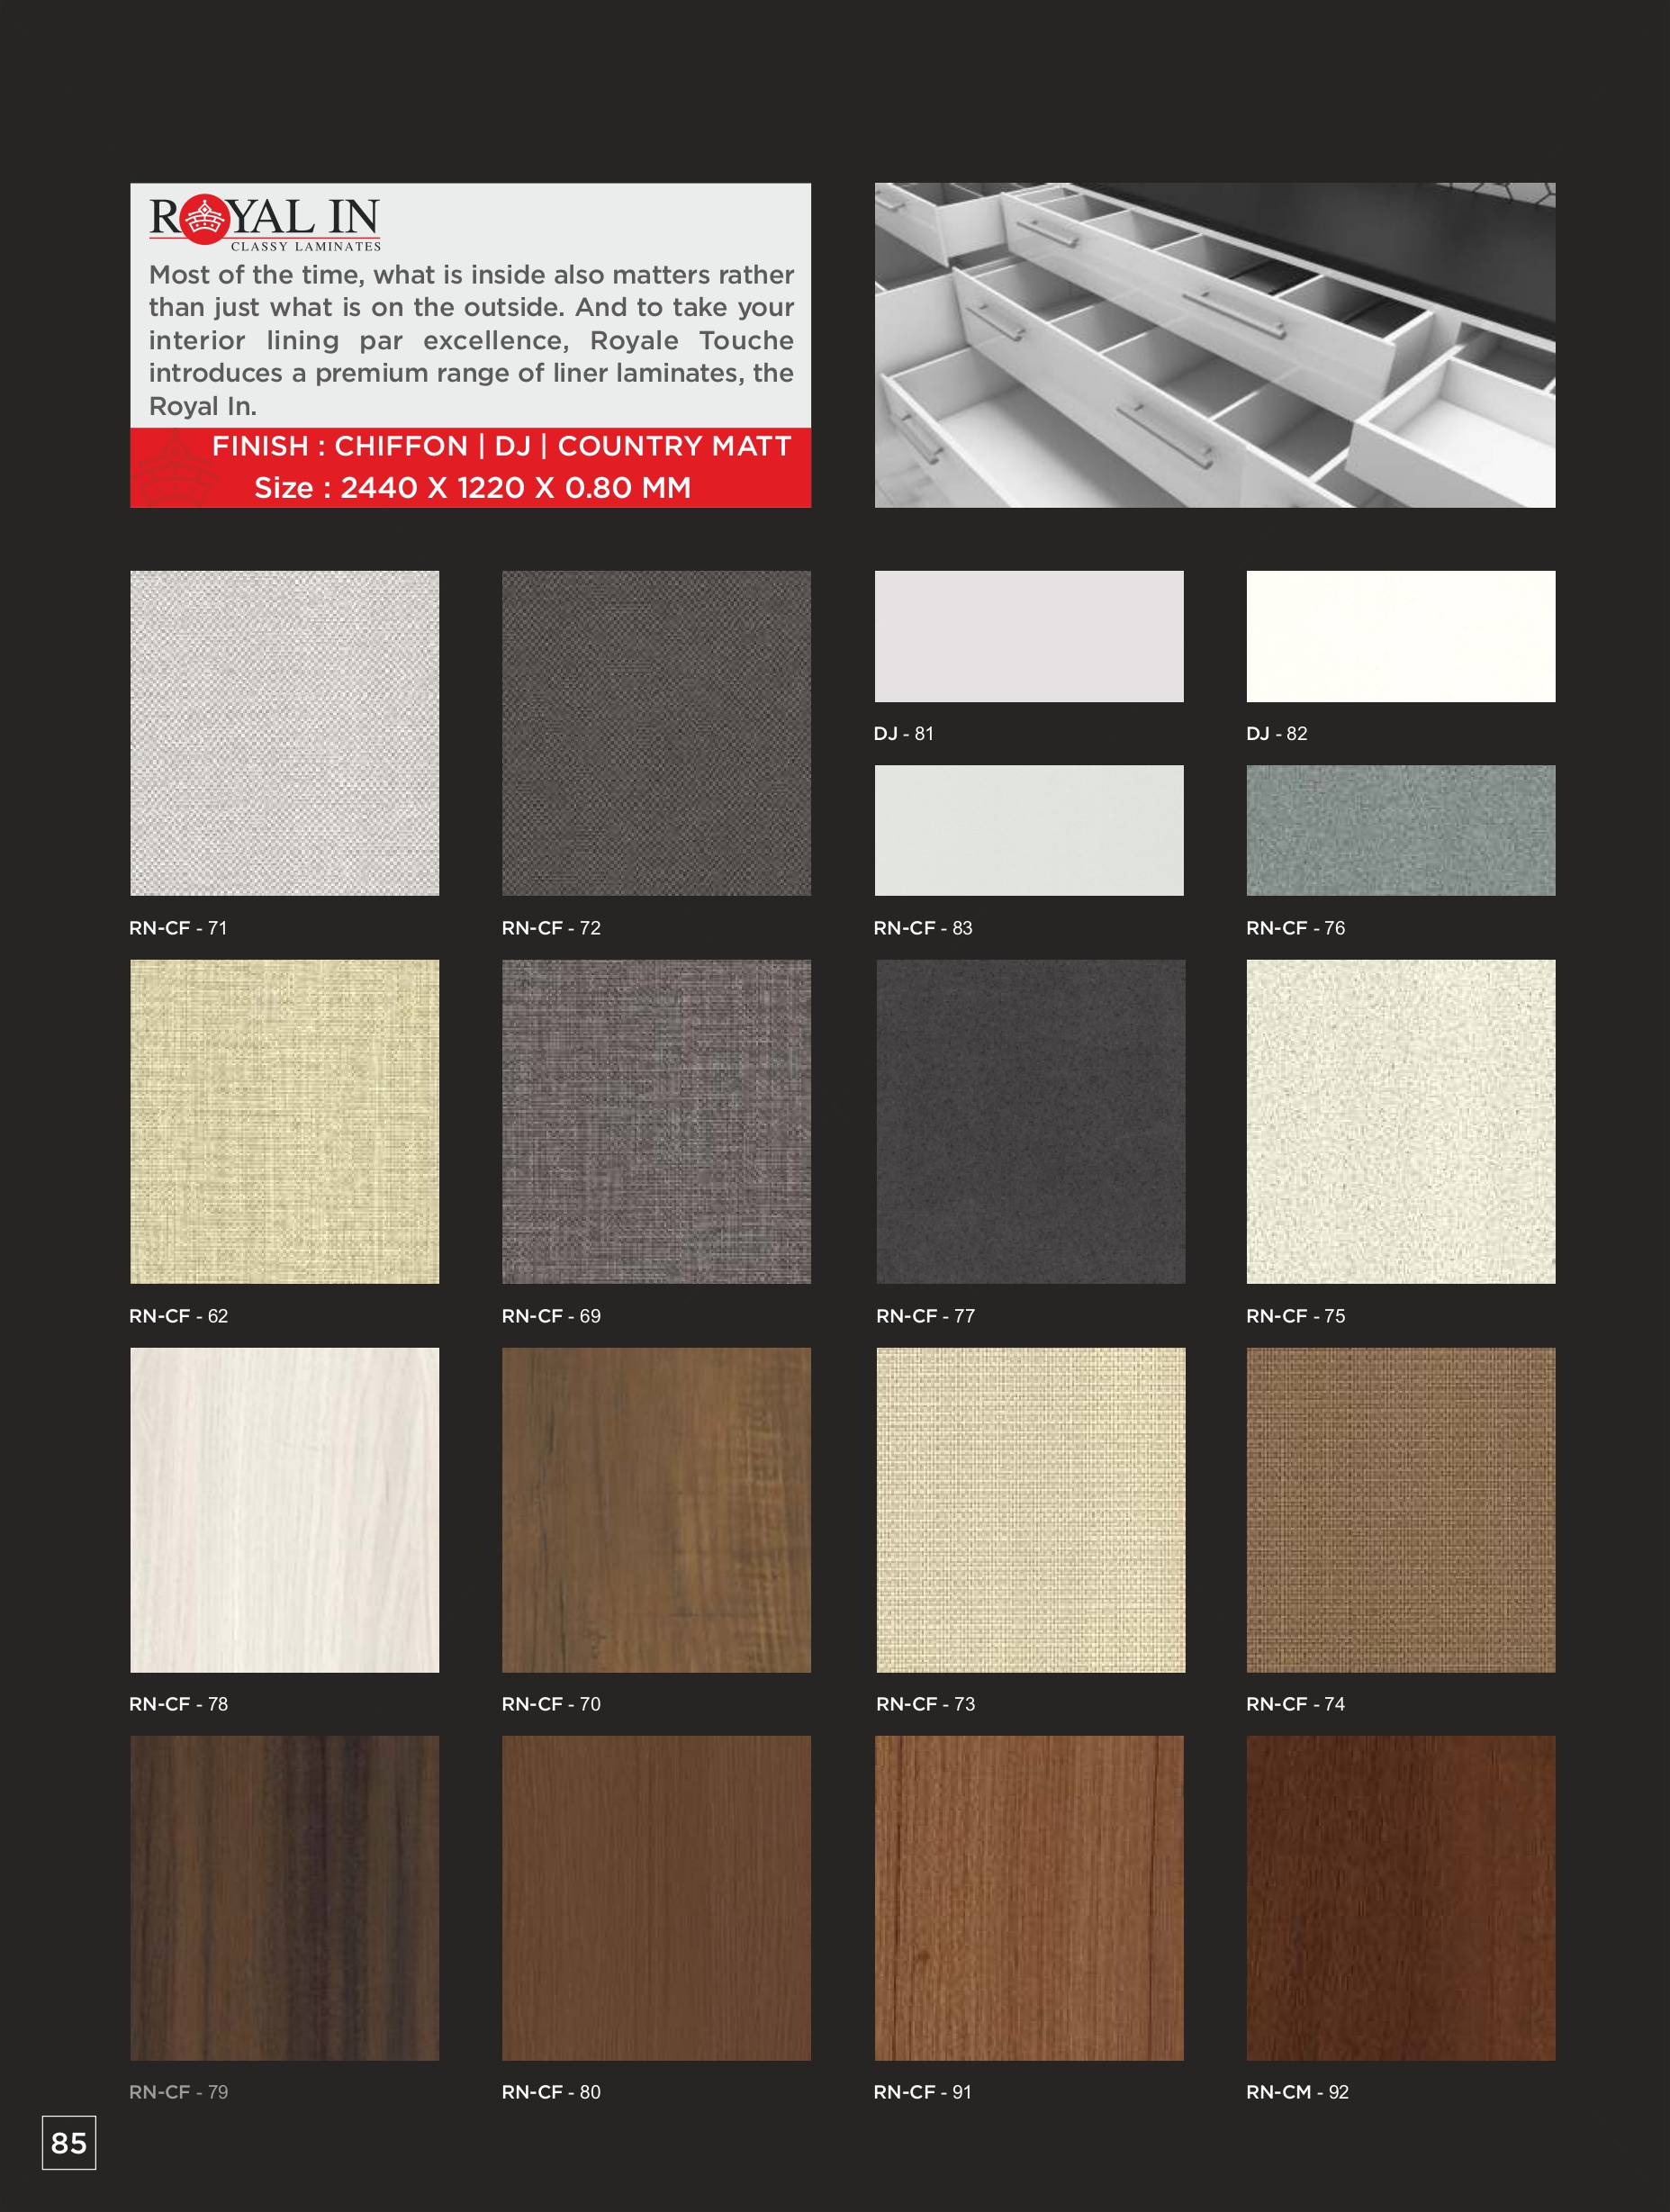 ROYAL IN
CLASSY LAMINATES
Most of the time, what is inside also matters rather
than just what is on the outside. And to take your
interior lining par excellence, Royale Touche
introduces a premium range of liner laminates, the
Royal In.
FINISH : CHIFFON | DJ | COUNTRY MATT
Size : 2440 X 1220 X 0.80 MM
DJ - 81
DJ - 82
RN-CF - 71
RN-CF - 72
RN-CF - 83
RN-CF - 76
RN-CF - 62
RN-CF - 69
RN-CF - 77
RN-CF - 75
RN-CF - 78
RN-CF - 70
RN-CF - 73
RN-CF - 74
RN-CF - 79
RN-CF - 80
RN-CF - 91
RN-CM - 92
85